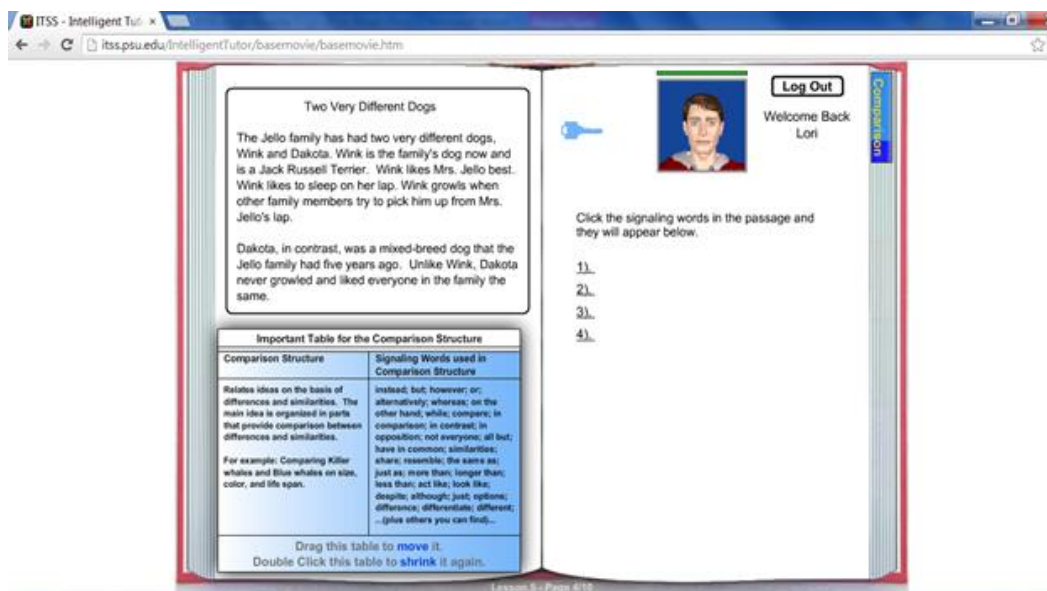 ITSS - Intelligent Tut
itss.psu.edu/IntelligentTutor/basemovie/basemovie.htm
Two Very Different Dogs
The Jello family has had two very different dogs,
Wink and Dakota. Wink is the family's dog now and
is a Jack Russell Terrier. Wink likes Mrs. Jello best.
Wink likes to sleep on her lap. Wink growls when
other family members try to pick him up from Mrs.
Jello's lap.
Dakota, in contrast, was a mixed-breed dog that the
Jello family had five years ago. Unlike Wink, Dakota
never growled and liked everyone in the family the
same.
Important Table for the Comparison Structure
Comparison Structure
Relates ideas on the basis of
differences and similarities. The
main idea is organized in parts
that provide comparison between
differences and similarities.
For example: Comparing Killer
whales and Blue whales on size,
color, and life span.
Signaling Words used in
Comparison Structure
instead; but; however; or;
alternatively; whereas; on the
other hand; while; compare; in
comparison; in contrast; in
opposition; not everyone; all but;
have in common; similarities;
share; resemble; the same as;
just as; more than; longer than;
less than; act like; look like;
despite; although; just; options;
difference; differentiate; different;
...(plus others you can find)...
Drag this table to move it.
Double Click this table to shrink it again.
Log Out
Welcome Back
Lori
Comparison
Click the signaling words in the passage and
they will appear below.
1).
2).
3).
4).
Lesson 5 - Page 4/10